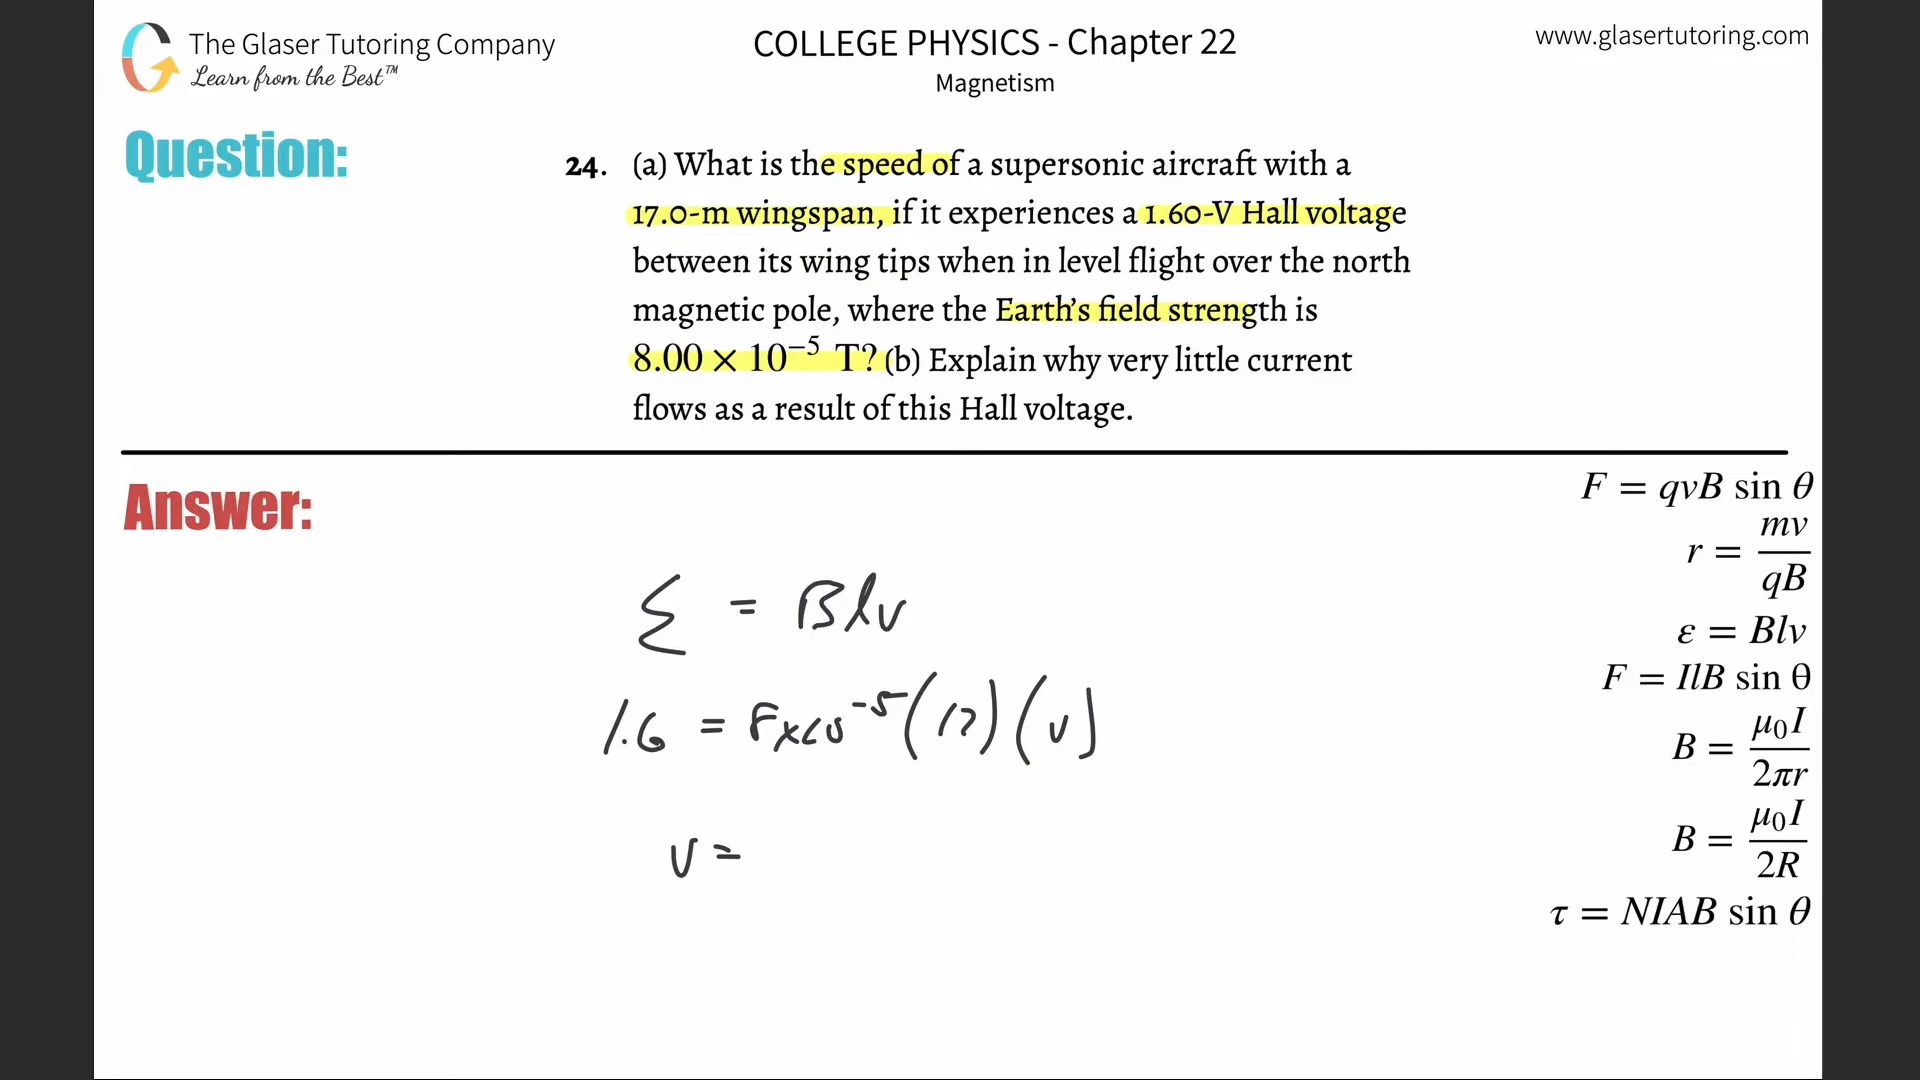 The Glaser Tutoring Company
Learn from the Best™
COLLEGE PHYSICS - Chapter 22
Magnetism
www.glasertutoring.com
Question:
24. (a) What is the speed of a supersonic aircraft with a
17.0-m wingspan, if it experiences a 1.60-V Hall voltage
between its wing tips when in level flight over the north
magnetic pole, where the Earth's field strength is
8.00 × 10⁻⁵ T? (b) Explain why very little current
flows as a result of this Hall voltage.
Answer:
F = qvB sin θ
r = mv/qB
ε = Blv
F = IlB sin θ
B = μ₀I/2πr
B = μ₀I/2R
τ = NIAB sin θ
Ɛ = Blv
1.6 = 8x10⁻⁵(17)(v)
v =